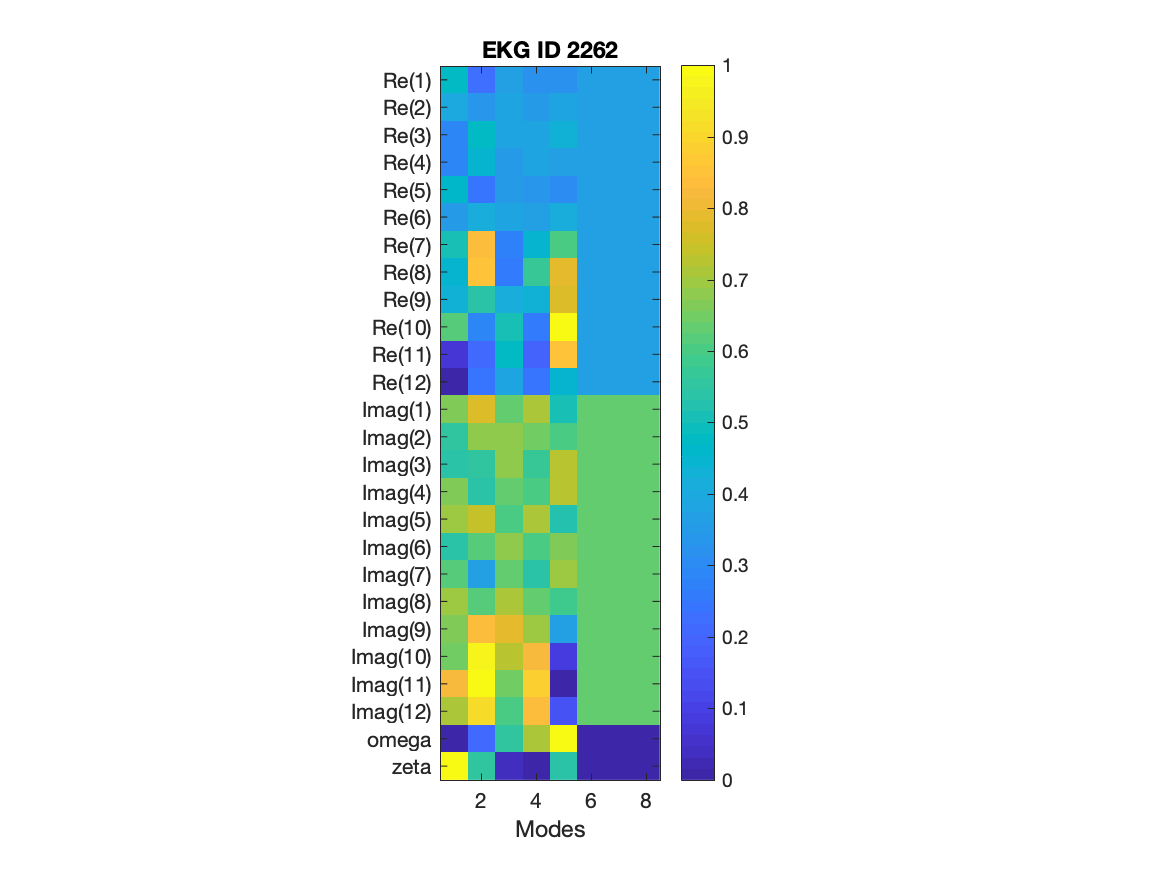 EKG ID 2262
Re(1)
Re(2)
Re(3)
Re(4)
Re(5)
Re(6)
Re(7)
Re(8)
Re(9)
Re(10)
Re(11)
Re(12)
Imag(1)
Imag(2)
Imag(3)
Imag(4)
Imag(5)
Imag(6)
Imag(7)
Imag(8)
Imag(9)
Imag(10)
Imag(11)
Imag(12)
omega
zeta
2 4 6 8
Modes
1
0.9
0.8
0.7
0.6
0.5
0.4
0.3
0.2
0.1
0